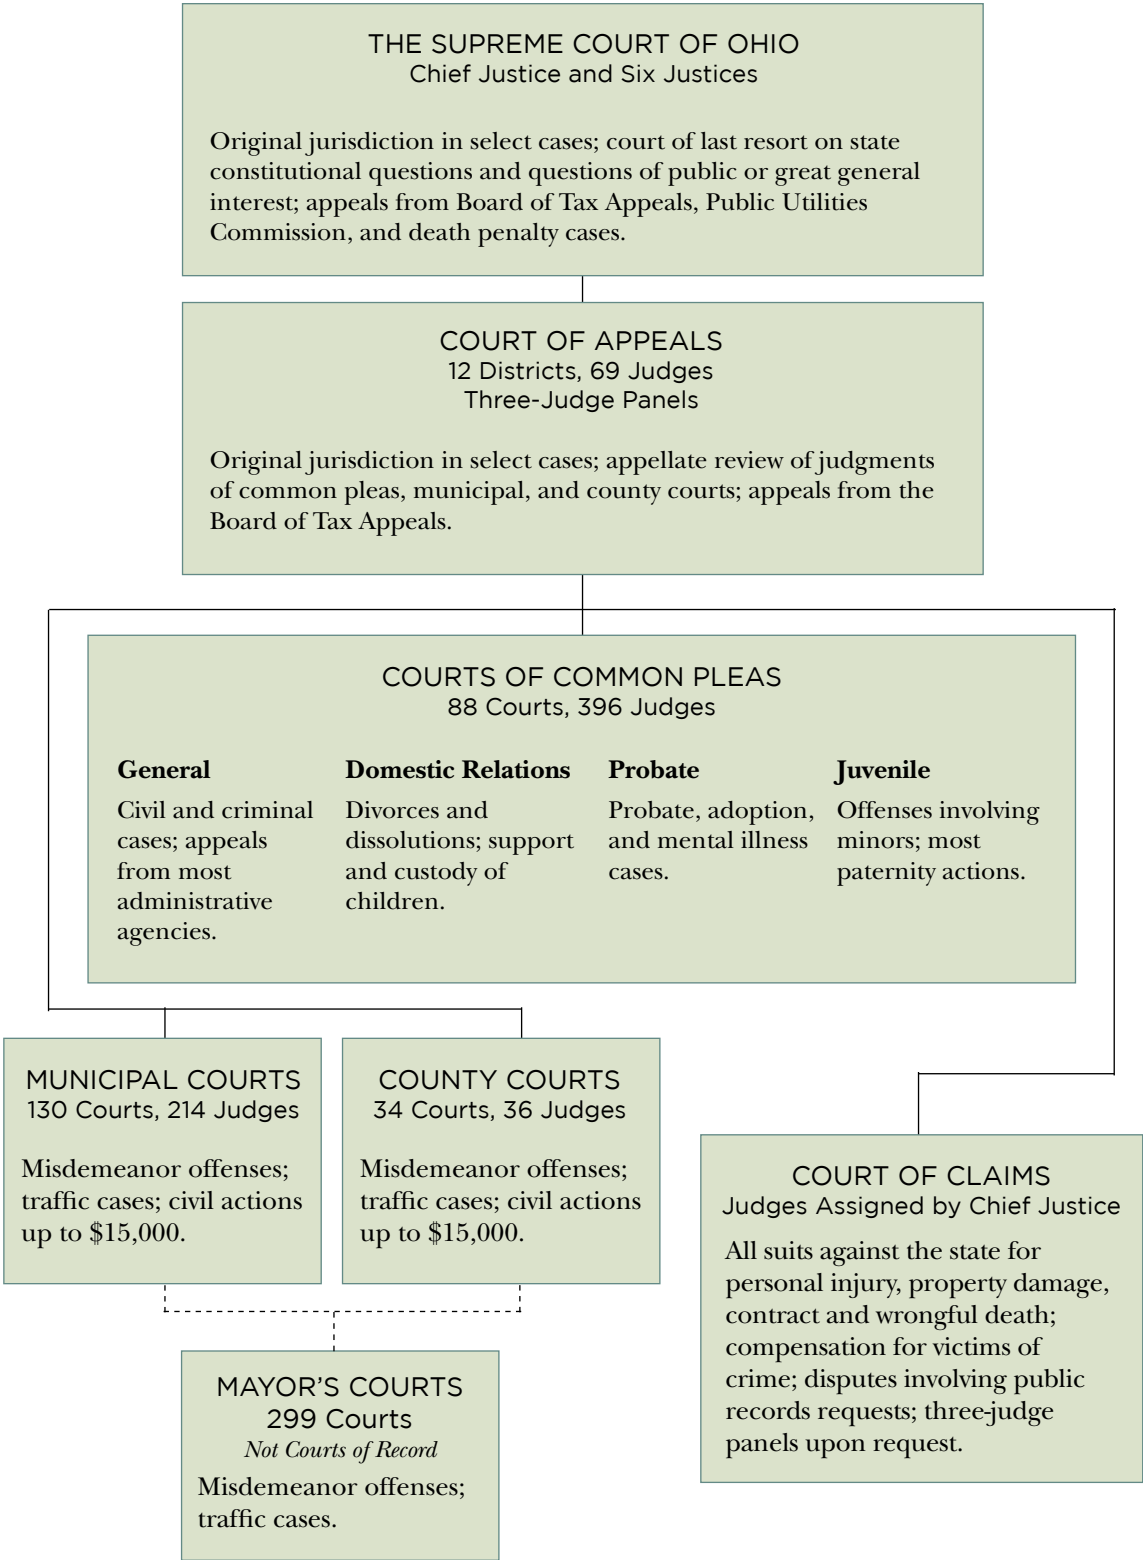 THE SUPREME COURT OF OHIO
Chief Justice and Six Justices
Original jurisdiction in select cases; court of last resort on state
constitutional questions and questions of public or great general
interest; appeals from Board of Tax Appeals, Public Utilities
Commission, and death penalty cases.
COURT OF APPEALS
12 Districts, 69 Judges
Three-Judge Panels
Original jurisdiction in select cases; appellate review of judgments
of common pleas, municipal, and county courts; appeals from the
Board of Tax Appeals.
COURTS OF COMMON PLEAS
88 Courts, 396 Judges
General
Civil and criminal
cases; appeals
from most
administrative
agencies.
Domestic Relations
Divorces and
dissolutions; support
and custody of
children.
Probate
Probate, adoption,
and mental illness
cases.
Juvenile
Offenses involving
minors; most
paternity actions.
MUNICIPAL COURTS
130 Courts, 214 Judges
Misdemeanor offenses;
traffic cases; civil actions
up to $15,000.
COUNTY COURTS
34 Courts, 36 Judges
Misdemeanor offenses;
traffic cases; civil actions
up to $15,000.
COURT OF CLAIMS
Judges Assigned by Chief Justice
All suits against the state for
personal injury, property damage,
contract and wrongful death;
compensation for victims of
crime; disputes involving public
records requests; three-judge
panels upon request.
MAYOR'S COURTS
299 Courts
Not Courts of Record
Misdemeanor offenses;
traffic cases.